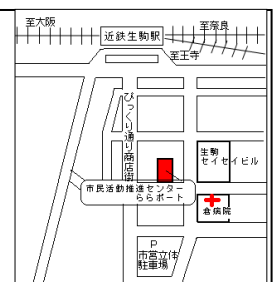 至大阪
近鉄生駒駅
至奈良
至王寺
ぴっくり通り商店街
生駒
セイセイビル
市民活動推進センター
ららポート
倉病院
P
市営立体
駐車場